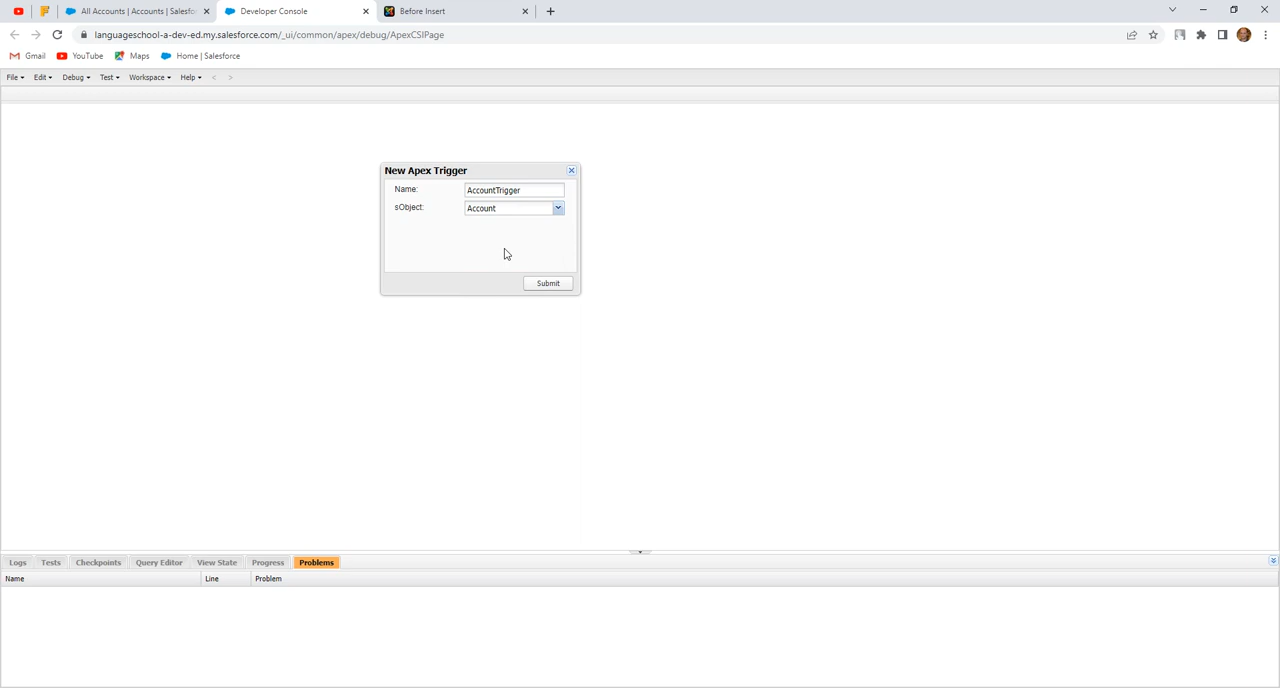 All Accounts | Accounts | Salesfo
Developer Console
Before Insert
languageschool-a-dev-ed.my.salesforce.com/_ui/common/apex/debug/ApexCSIPage
Gmail
YouTube
Maps
Home | Salesforce
File
Edit
Debug
Test
Workspace
Help
< >
New Apex Trigger
Name: AccountTrigger
sObject: Account
Submit
Logs
Tests
Checkpoints
Query Editor
View State
Progress
Problems
Name
Line
Problem